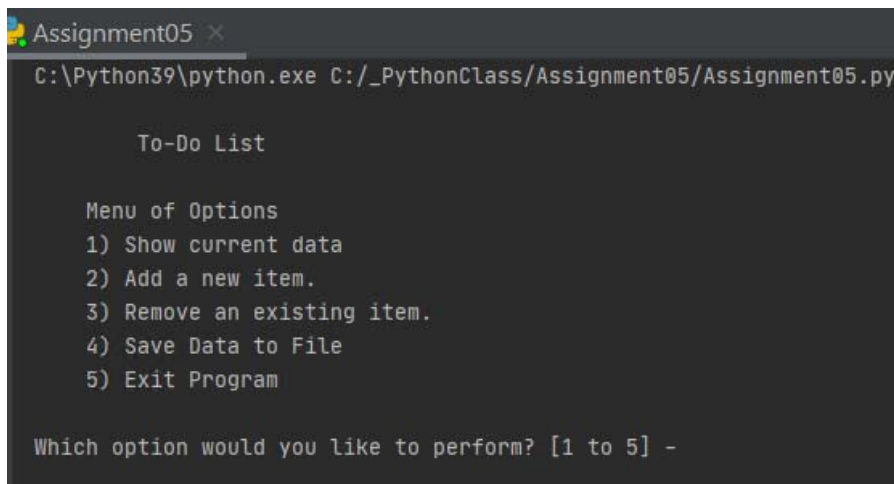 Assignment05
C:\Python39\python.exe C:/_PythonClass/Assignment05/Assignment05.py
To-Do List
Menu of Options
1) Show current data
2) Add a new item.
3) Remove an existing item.
4) Save Data to File
5) Exit Program
Which option would you like to perform? [1 to 5] -